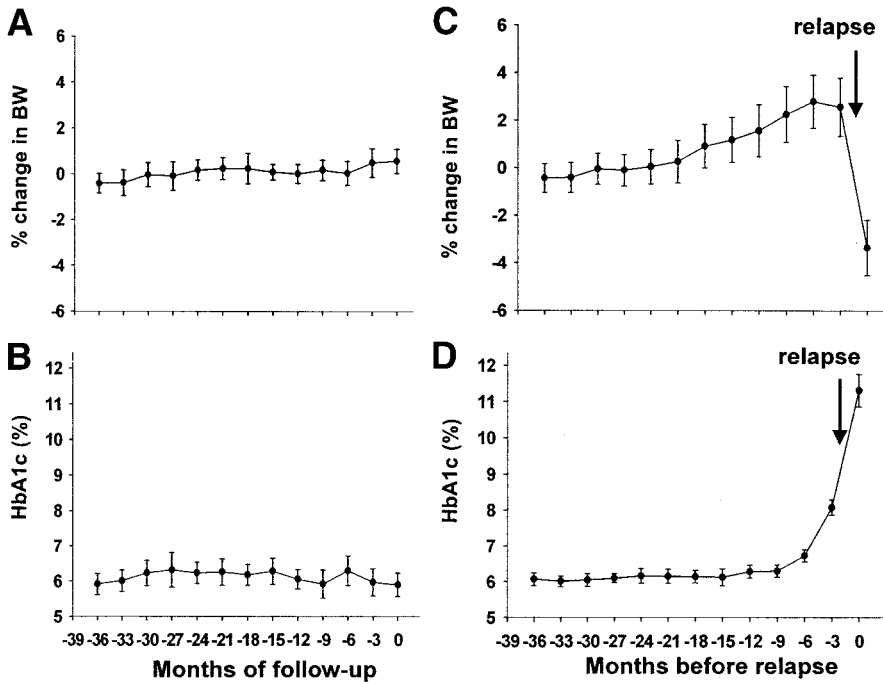 A
6
4
2
0
-2
-4
-6
% change in BW
C
relapse
6
4
2
0
-2
-4
-6
% change in BW
B
12
11
10
9
8
7
6
5
HbA1c (%)
-39 -36 -33 -30 -27 -24 -21 -18 -15 -12 -9 -6 -3 0
Months of follow-up
D
relapse
12
11
10
9
8
7
6
5
HbA1c (%)
-39 -36 -33 -30 -27 -24 -21 -18 -15 -12 -9 -6 -3 0
Months before relapse